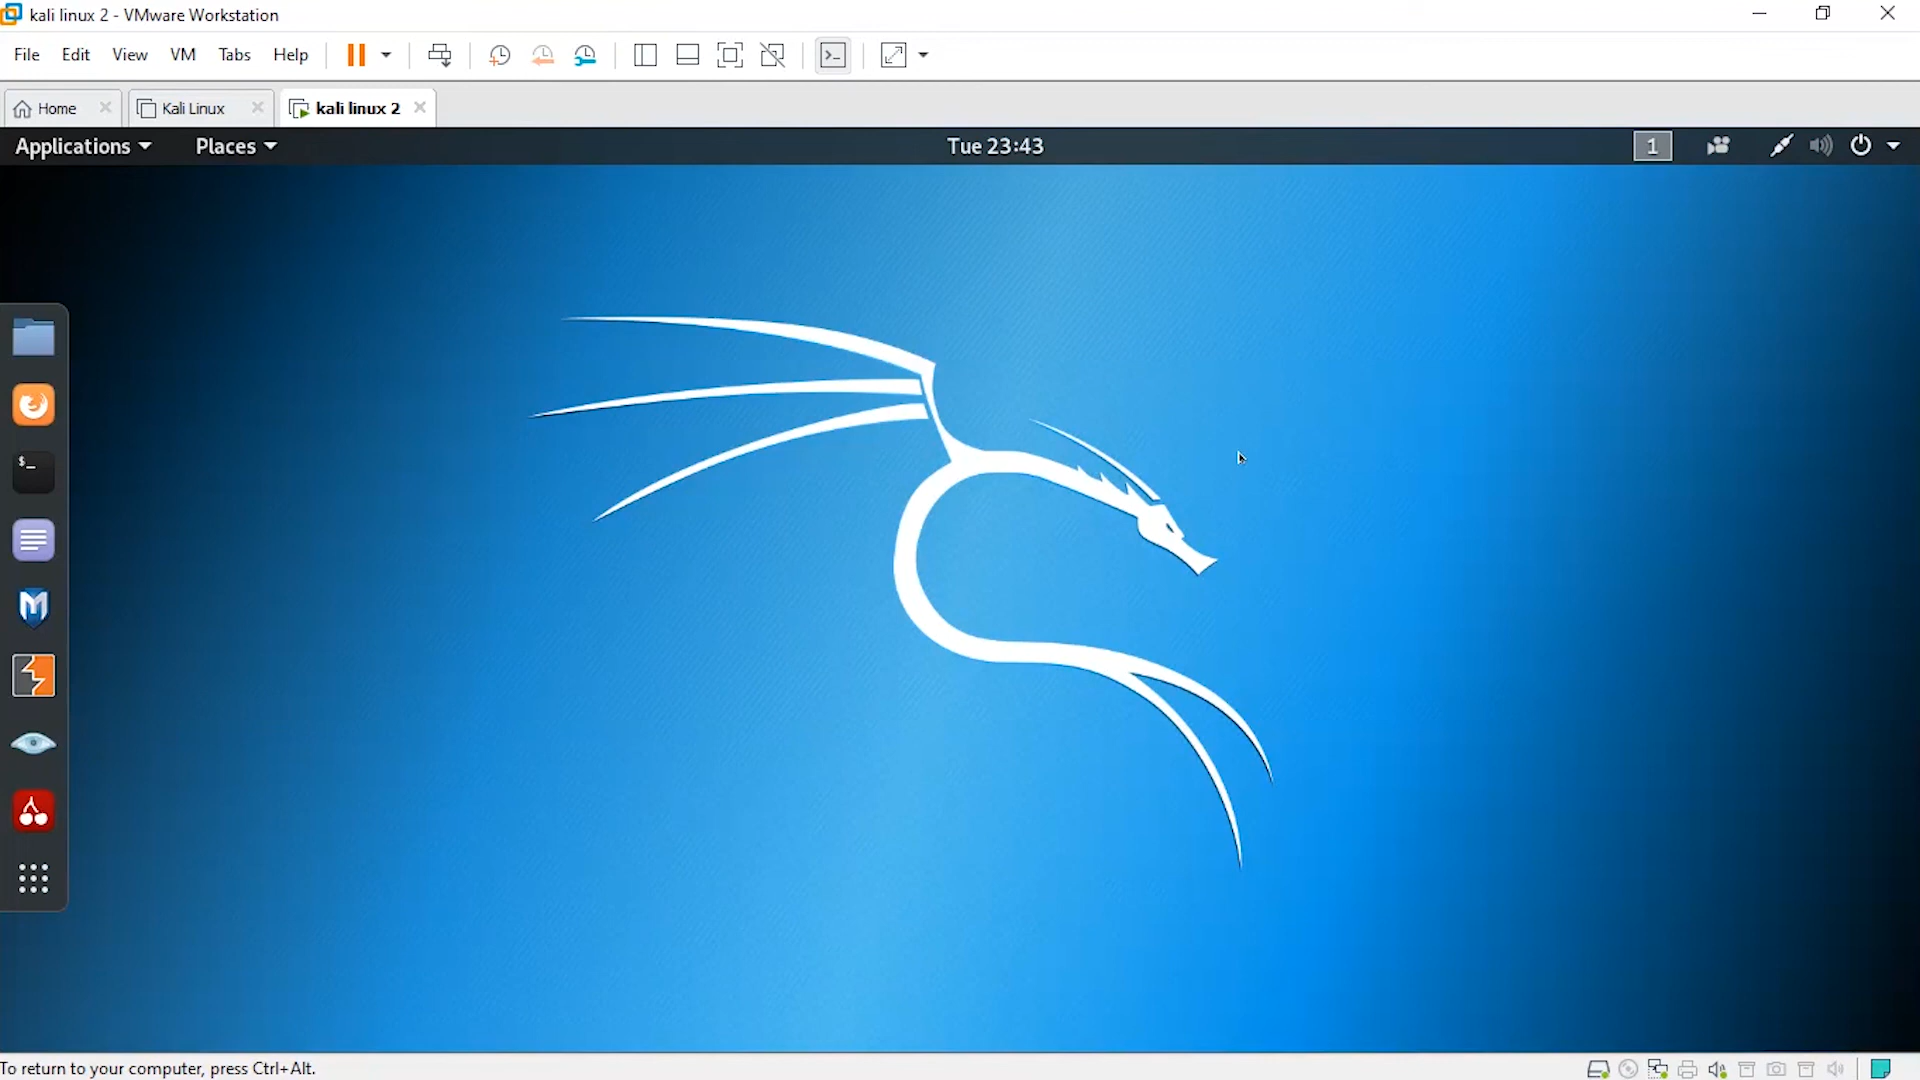 kali linux 2 - VMware Workstation
File Edit View VM Tabs Help
Home Kali Linux kali linux 2
Applications Places Tue 23:43 1
$_
To return to your computer, press Ctrl+Alt.